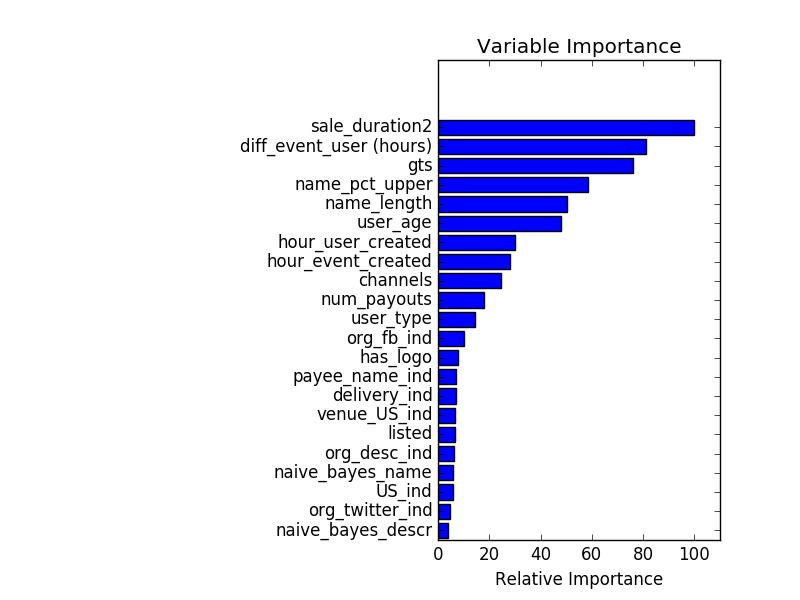 Variable Importance
sale_duration2
diff_event_user (hours)
gts
name_pct_upper
name_length
user_age
hour_user_created
hour_event_created
channels
num_payouts
user_type
org_fb_ind
has_logo
payee_name_ind
delivery_ind
venue_US_ind
listed
org_desc_ind
naive_bayes_name
US_ind
org_twitter_ind
naive_bayes_descr
0 20 40 60 80 100
Relative Importance